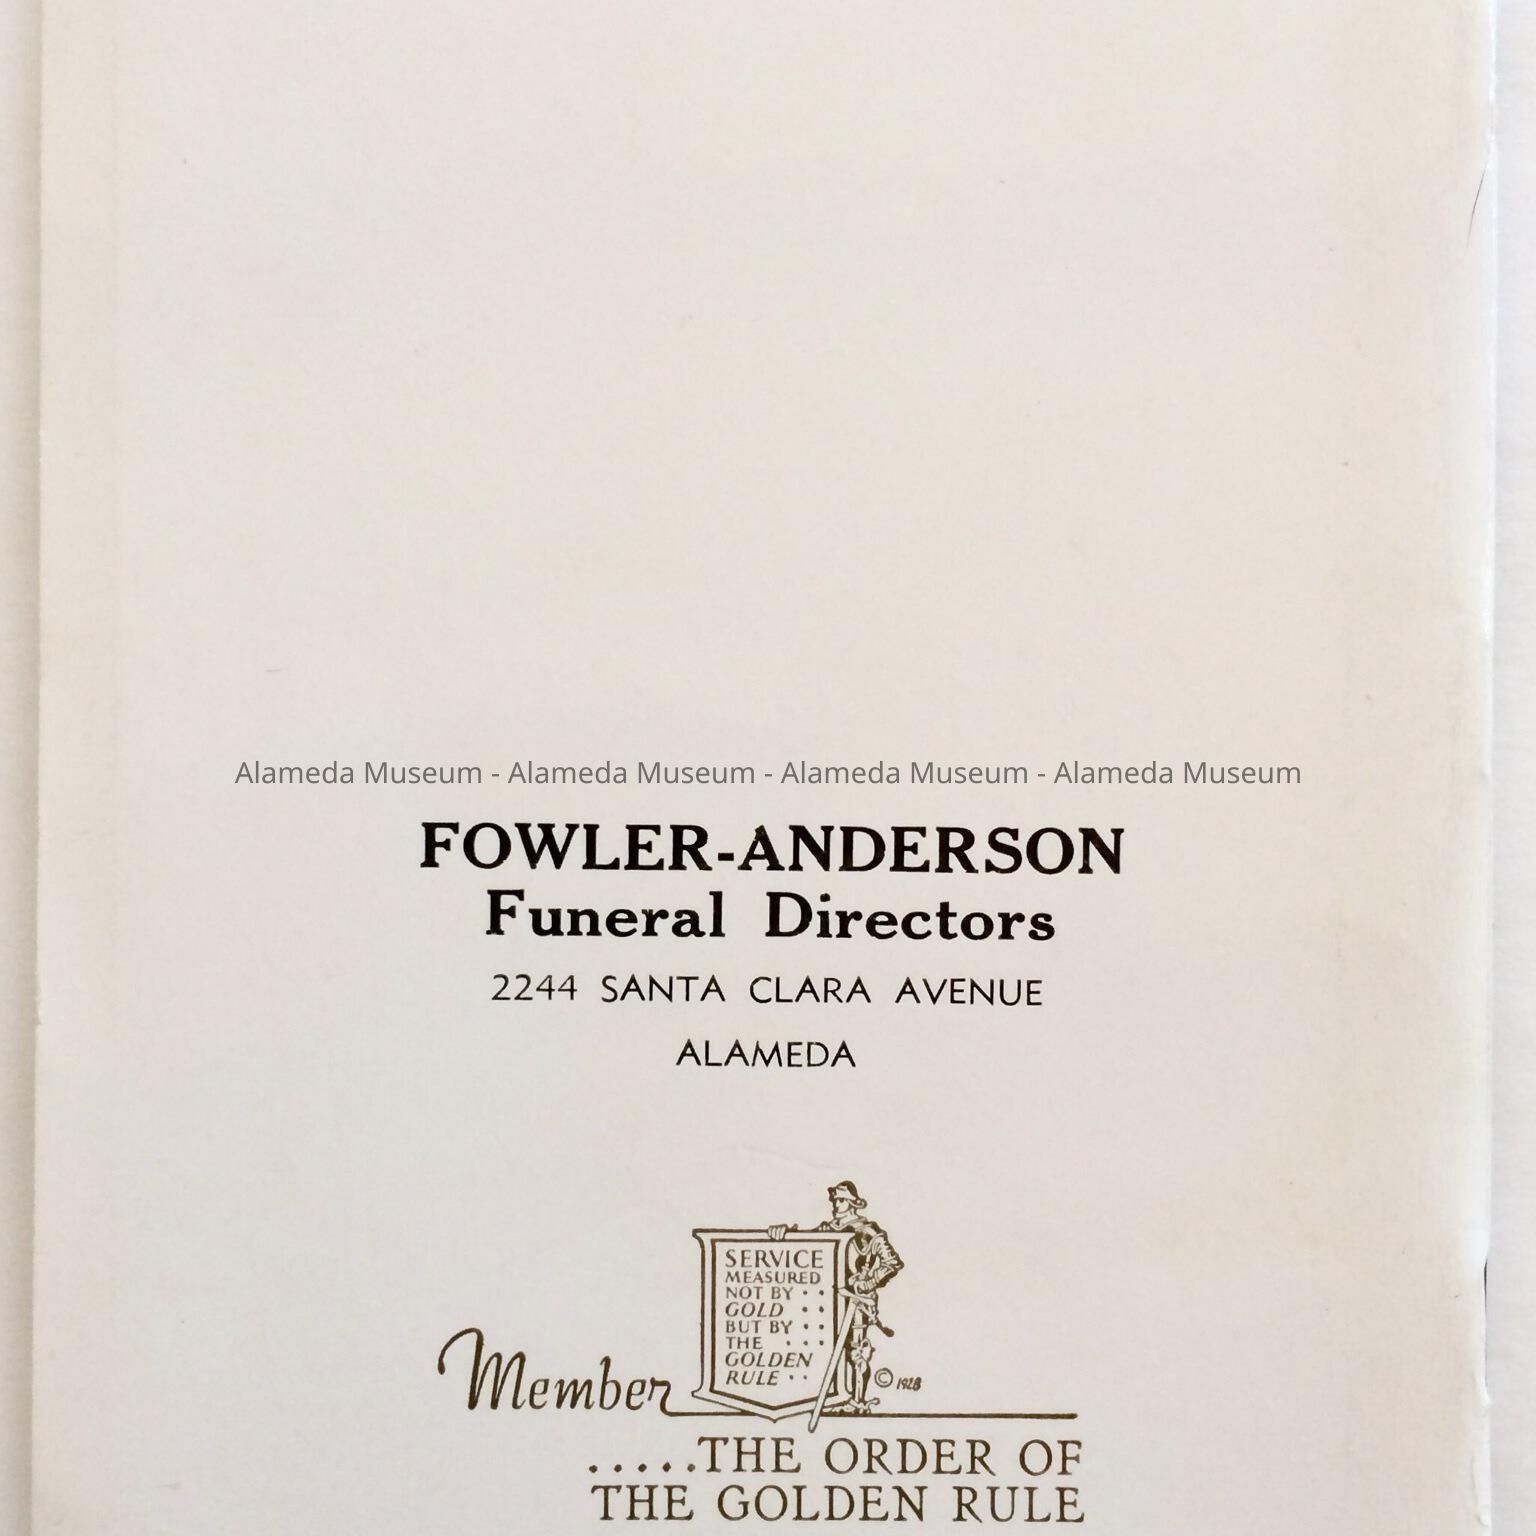 Alameda Museum - Alameda Museum - Alameda Museum - Alameda Museum
FOWLER-ANDERSON
Funeral Directors
2244 SANTA CLARA AVENUE
ALAMEDA
SERVICE
MEASURED
NOT BY ··
GOLD ··
BUT BY ··
THE ···
GOLDEN
RULE ··
© 1928
Member
.....THE ORDER OF
THE GOLDEN RULE